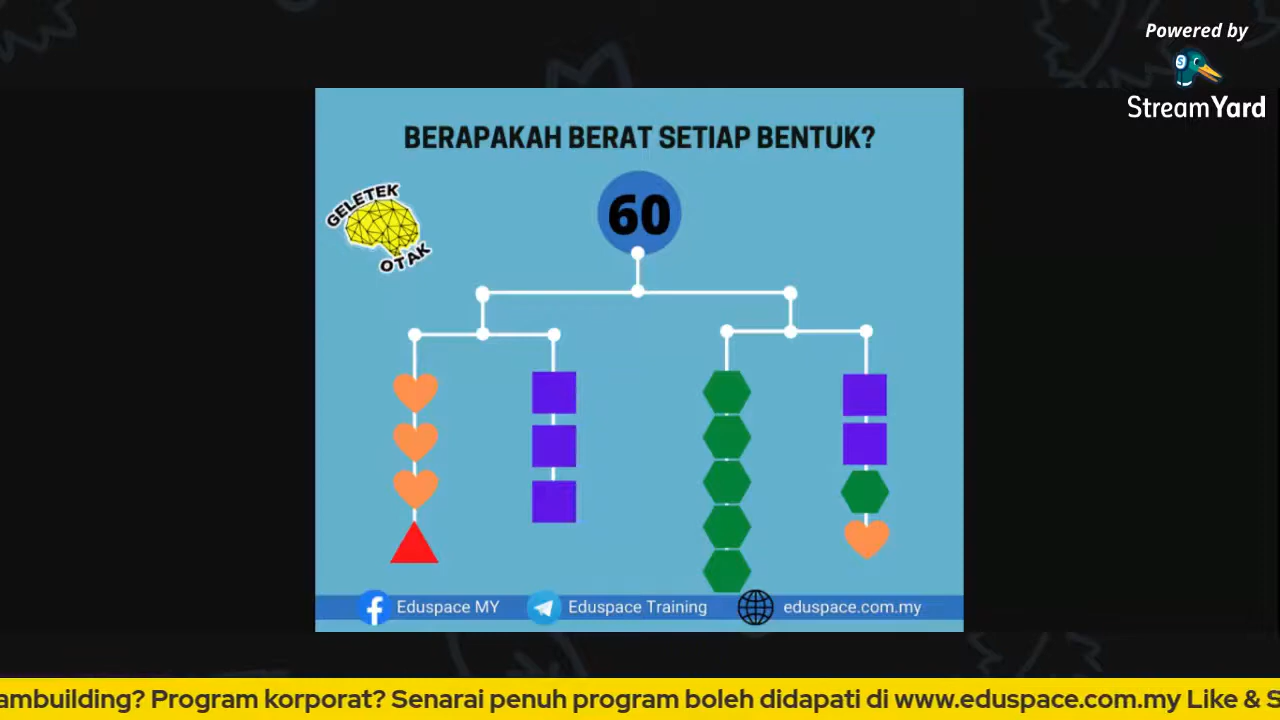 Powered by
StreamYard
BERAPAKAH BERAT SETIAP BENTUK?
GELETEK
OTAK
60
Eduspace MY
Eduspace Training
eduspace.com.my
ambuilding? Program korporat? Senarai penuh program boleh didapati di www.eduspace.com.my Like & S